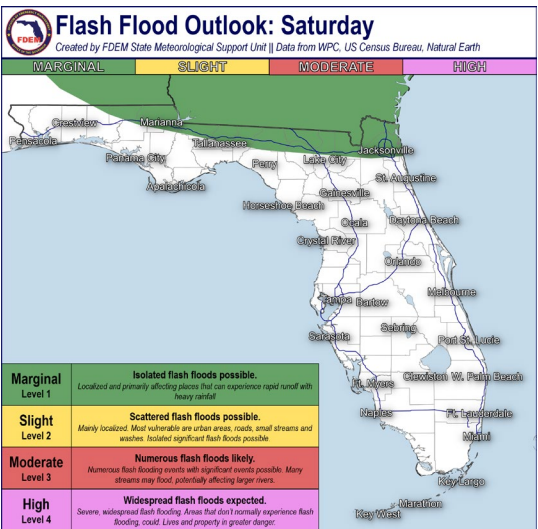 FDEM
Flash Flood Outlook: Saturday
Created by FDEM State Meteorological Support Unit || Data from WPC, US Census Bureau, Natural Earth
MARGINAL SLIGHT MODERATE HIGH
Crestview
Marianna
Pensacola
Tallahassee
Jacksonville
Panama City
Perry
Lake City
Apalachicola
St. Augustine
Gainesville
Horseshoe Beach
Ocala
Daytona Beach
Crystal River
Orlando
Melbourne
Tampa
Bartow
Sebring
Sarasota
Port St. Lucie
Ft. Myers
Clewiston
W. Palm Beach
Naples
Ft. Lauderdale
Miami
Key Largo
Marathon
Key West
Marginal
Level 1
Isolated flash floods possible.
Localized and primarily affecting places that can experience rapid runoff with
heavy rainfall
Slight
Level 2
Scattered flash floods possible.
Mainly localized. Most vulnerable are urban areas, roads, small streams and
washes. Isolated significant flash floods possible.
Moderate
Level 3
Numerous flash floods likely.
Numerous flash flooding events with significant events possible. Many
streams may flood, potentially affecting larger rivers.
High
Level 4
Widespread flash floods expected.
Severe, widespread flash flooding. Areas that don't normally experience flash
flooding, could. Lives and property in greater danger.